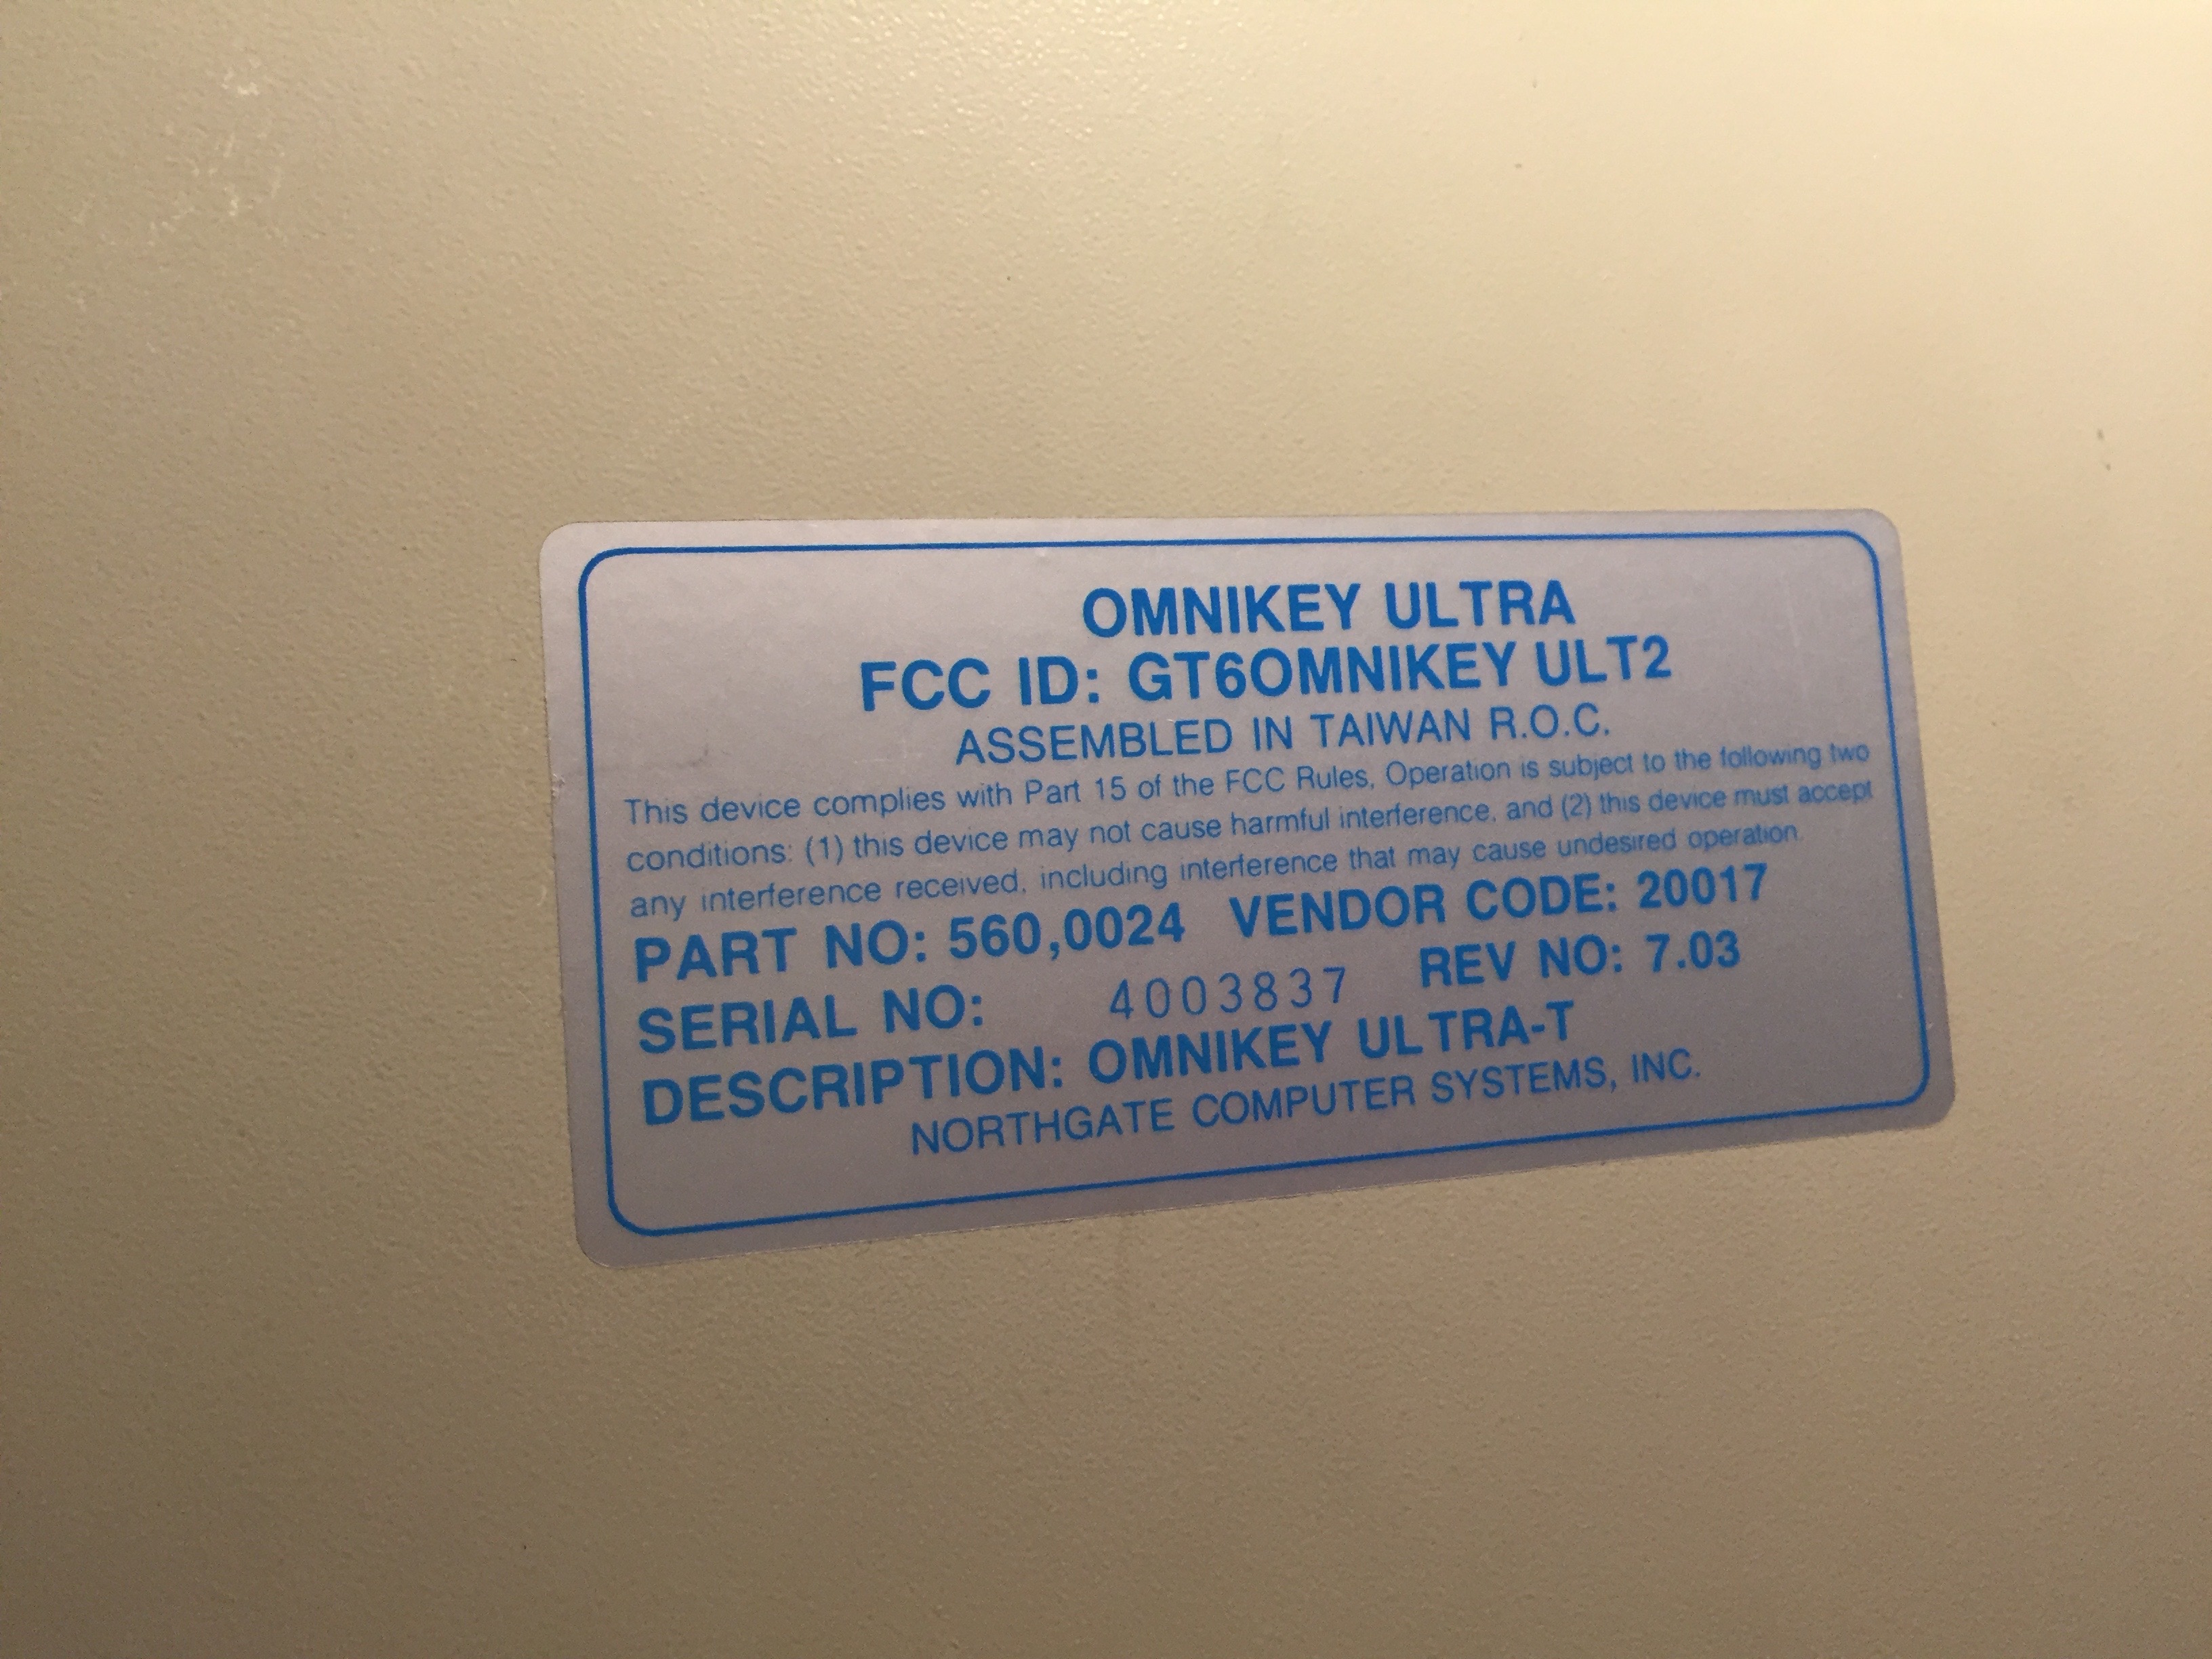 OMNIKEY ULTRA
FCC ID: GT6OMNIKEY ULT2
ASSEMBLED IN TAIWAN R.O.C.
This device complies with Part 15 of the FCC Rules, Operation is subject to the following two
conditions: (1) this device may not cause harmful interference, and (2) this device must accept
any interference received, including interference that may cause undesired operation.
PART NO: 560,0024 VENDOR CODE: 20017
SERIAL NO: 4003837 REV NO: 7.03
DESCRIPTION: OMNIKEY ULTRA-T
NORTHGATE COMPUTER SYSTEMS, INC.